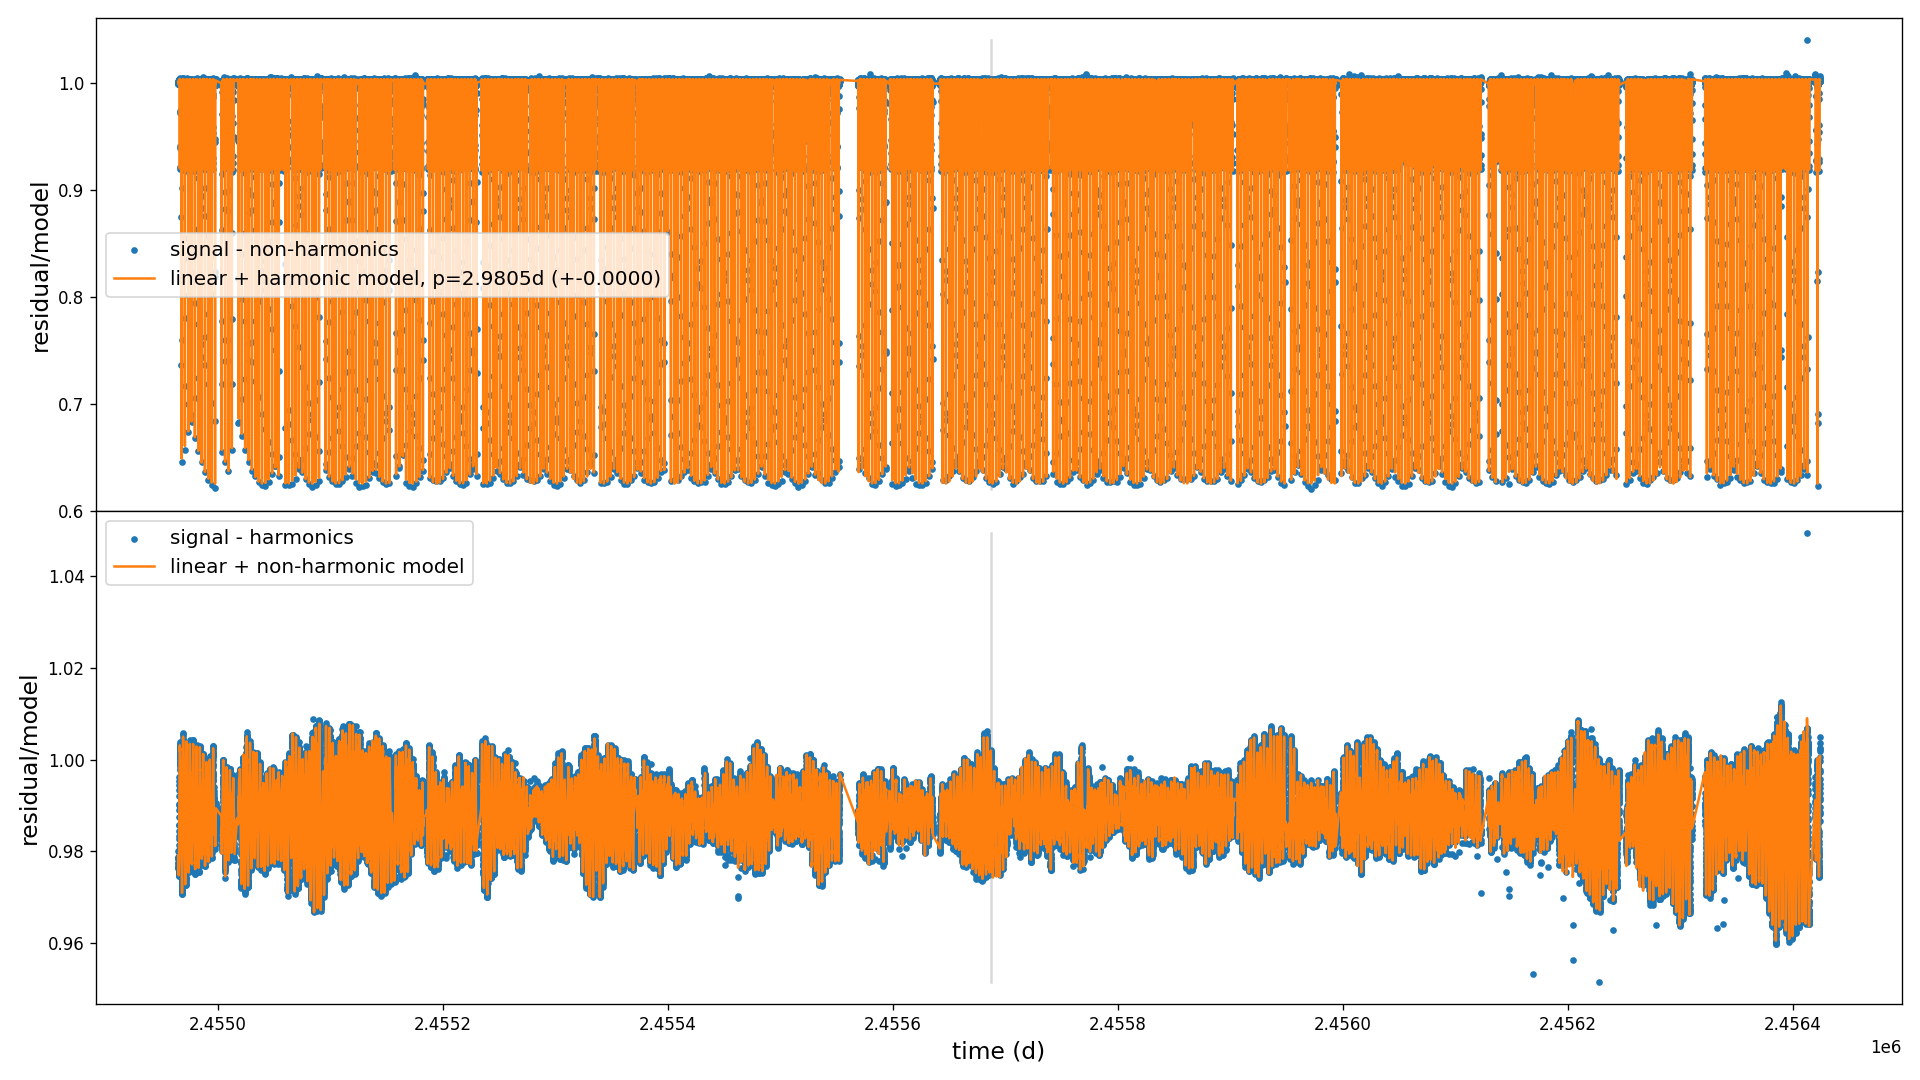 1.0
0.9
0.8
0.7
0.6
residual/model
signal - non-harmonics
linear + harmonic model, p=2.9805d (+-0.0000)
signal - harmonics
linear + non-harmonic model
1.04
1.02
1.00
0.98
0.96
residual/model
2.4550 2.4552 2.4554 2.4556 2.4558 2.4560 2.4562 2.4564
1e6
time (d)